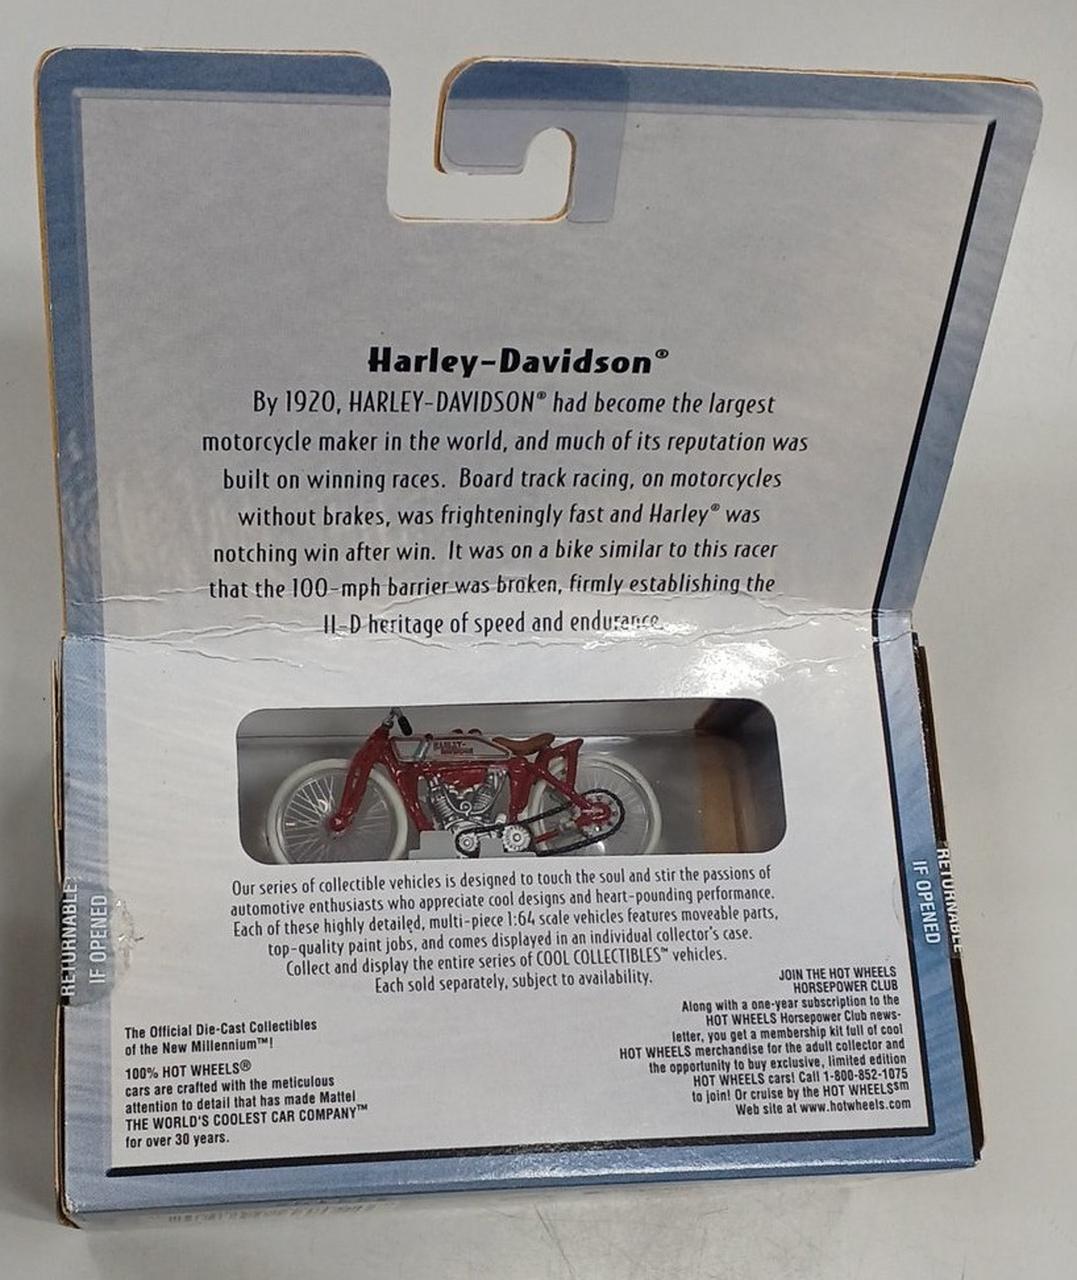 Harley-Davidson®
By 1920, HARLEY-DAVIDSON® had become the largest
motorcycle maker in the world, and much of its reputation was
built on winning races. Board track racing, on motorcycles
without brakes, was frighteningly fast and Harley® was
notching win after win. It was on a bike similar to this racer
that the 100-mph barrier was broken, firmly establishing the
H-D heritage of speed and endurance.
HARLEY-
DAVIDSON
Our series of collectible vehicles is designed to touch the soul and stir the passions of
automotive enthusiasts who appreciate cool designs and heart-pounding performance.
Each of these highly detailed, multi-piece 1:64 scale vehicles features moveable parts,
top-quality paint jobs, and comes displayed in an individual collector's case.
Collect and display the entire series of COOL COLLECTIBLES™ vehicles.
Each sold separately, subject to availability.
RETURNABLE
IF OPENED
RETURNABLE
IF OPENED
The Official Die-Cast Collectibles
of the New Millennium™!
100% HOT WHEELS®
cars are crafted with the meticulous
attention to detail that has made Mattel
THE WORLD'S COOLEST CAR COMPANY™
for over 30 years.
JOIN THE HOT WHEELS
HORSEPOWER CLUB
Along with a one-year subscription to the
HOT WHEELS Horsepower Club news-
letter, you get a membership kit full of cool
HOT WHEELS merchandise for the adult collector and
the opportunity to buy exclusive, limited edition
HOT WHEELS cars! Call 1-800-852-1075
to join! Or cruise by the HOT WHEELSsm
Web site at www.hotwheels.com